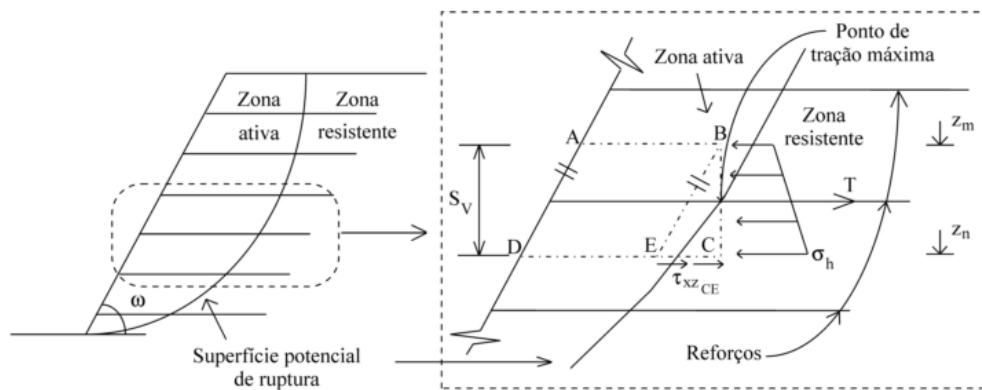 Zona
ativa
Zona
resistente
ω
Superfície potencial
de ruptura
Ponto de
tração máxima
Zona ativa
Zona
resistente
A
B
z_m
S_V
T
D
E
C
z_n
τ_xz_CE
σ_h
Reforços